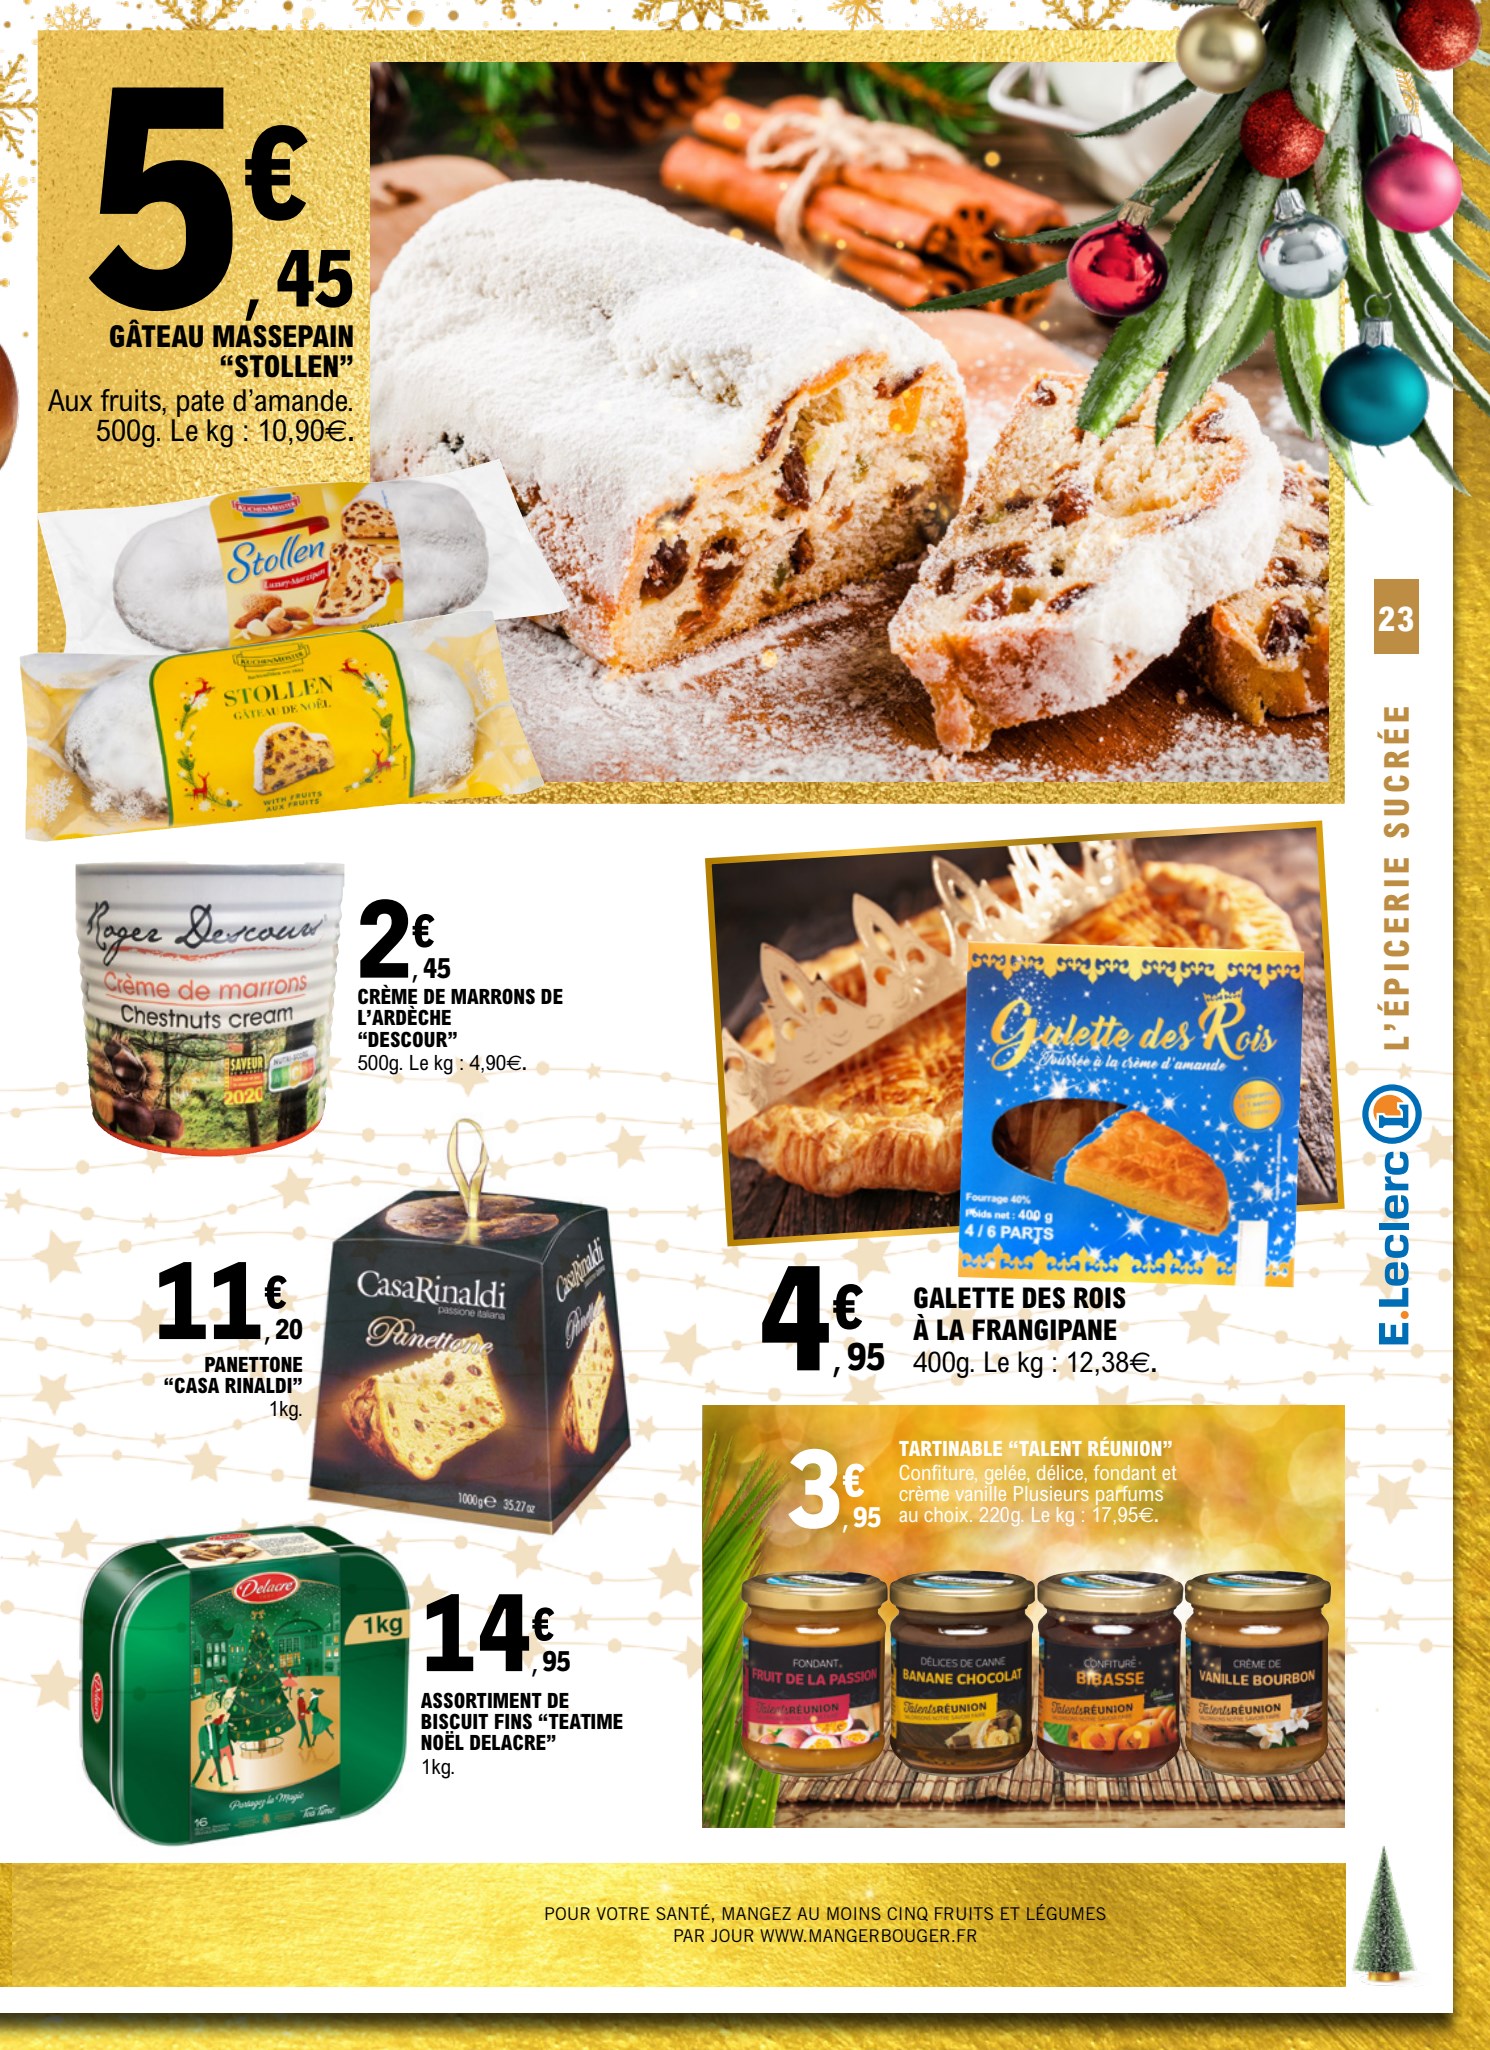 5€
,45
GÂTEAU MASSEPAIN
“STOLLEN”
Aux fruits, pate d’amande.
500g. Le kg : 10,90€.
KUCHENMEISTER
Stollen
Luxury-Marzipan
KUCHENMEISTER
STOLLEN
GÂTEAU DE NOËL
WITH FRUITS
AUX FRUITS
23
L’ÉPICERIE SUCRÉE
E.Leclerc L
Roger Descours
Crème de marrons
Chestnuts cream
SAVEUR
2020
NUTRI-SCORE
2€
,45
CRÈME DE MARRONS DE
L’ARDÈCHE
“DESCOUR”
500g. Le kg : 4,90€.
Galette des Rois
Fourrée à la crème d’amande
Fourrage 40%
Poids net : 400 g
4 / 6 PARTS
4€
,95
GALETTE DES ROIS
À LA FRANGIPANE
400g. Le kg : 12,38€.
11€
,20
PANETTONE
“CASA RINALDI”
1kg.
CasaRinaldi
passione italiana
Panettone
1000g e 35.27oz
CasaRinaldi
Delacre
1kg
Delacre
Partagez la Magie
Tea Time
16
14€
,95
ASSORTIMENT DE
BISCUIT FINS “TEATIME
NOËL DELACRE”
1kg.
3€
,95
TARTINABLE “TALENT RÉUNION”
Confiture, gelée, délice, fondant et
crème vanille Plusieurs parfums
au choix. 220g. Le kg : 17,95€.
FONDANT
FRUIT DE LA PASSION
TalentsRÉUNION
DÉLICES DE CANNE
BANANE CHOCOLAT
TalentsRÉUNION
CONFITURE
BIBASSE
TalentsRÉUNION
CRÈME DE
VANILLE BOURBON
TalentsRÉUNION
POUR VOTRE SANTÉ, MANGEZ AU MOINS CINQ FRUITS ET LÉGUMES
PAR JOUR WWW.MANGERBOUGER.FR